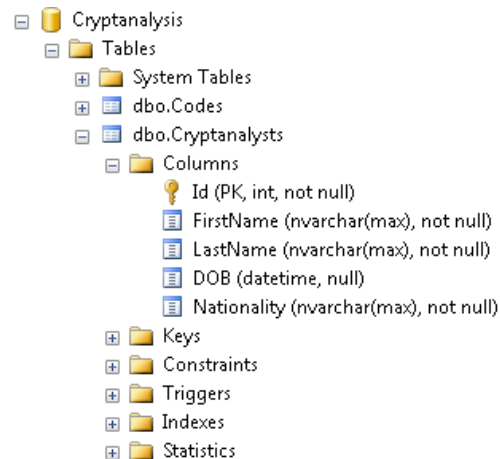 Cryptanalysis
Tables
System Tables
dbo.Codes
dbo.Cryptanalysts
Columns
Id (PK, int, not null)
FirstName (nvarchar(max), not null)
LastName (nvarchar(max), not null)
DOB (datetime, null)
Nationality (nvarchar(max), not null)
Keys
Constraints
Triggers
Indexes
Statistics